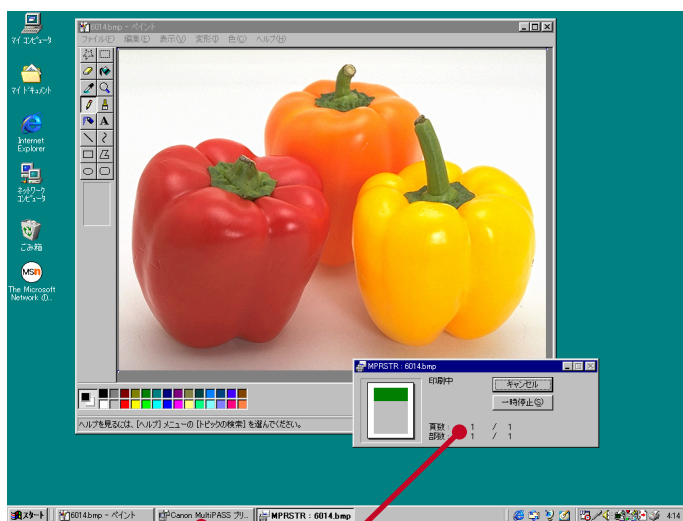 マイ コンピュータ
マイ ドキュメント
Internet
Explorer
ネットワーク
コンピュータ
ごみ箱
msn
The Microsoft
Network の...
6014.bmp - ペイント
ファイル(F) 編集(E) 表示(V) 変形(I) 色(C) ヘルプ(H)
A
MPRSTR : 6014.bmp
印刷中
キャンセル
一時停止(S)
頁数 : 1 / 1
部数 : 1 / 1
ヘルプを見るには、[ヘルプ] メニューの [トピックの検索] を選んでください。
スタート
6014.bmp - ペイント
Canon MultiPASS プリ...
MPRSTR : 6014.bmp
4:14